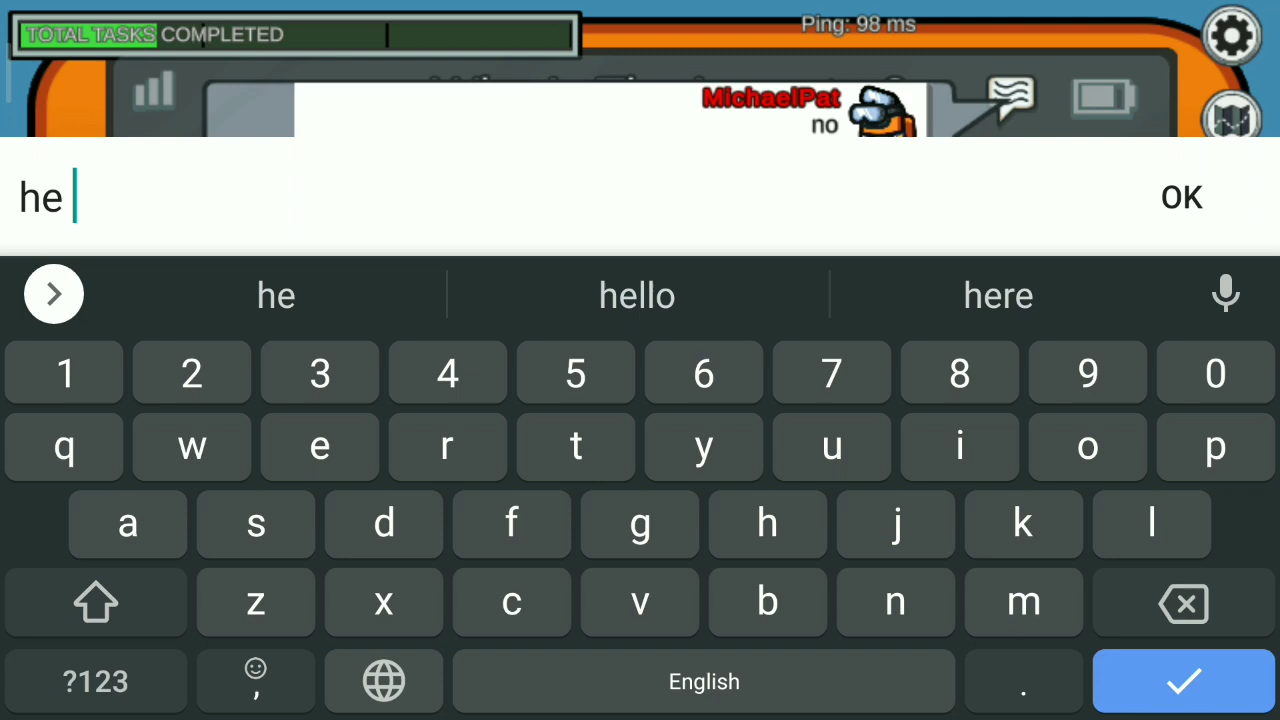 TOTAL TASKS COMPLETED
Ping: 98 ms
MichaelPat
no
he
OK
he hello here
1 2 3 4 5 6 7 8 9 0
q w e r t y u i o p
a s d f g h j k l
z x c v b n m
?123 , English .